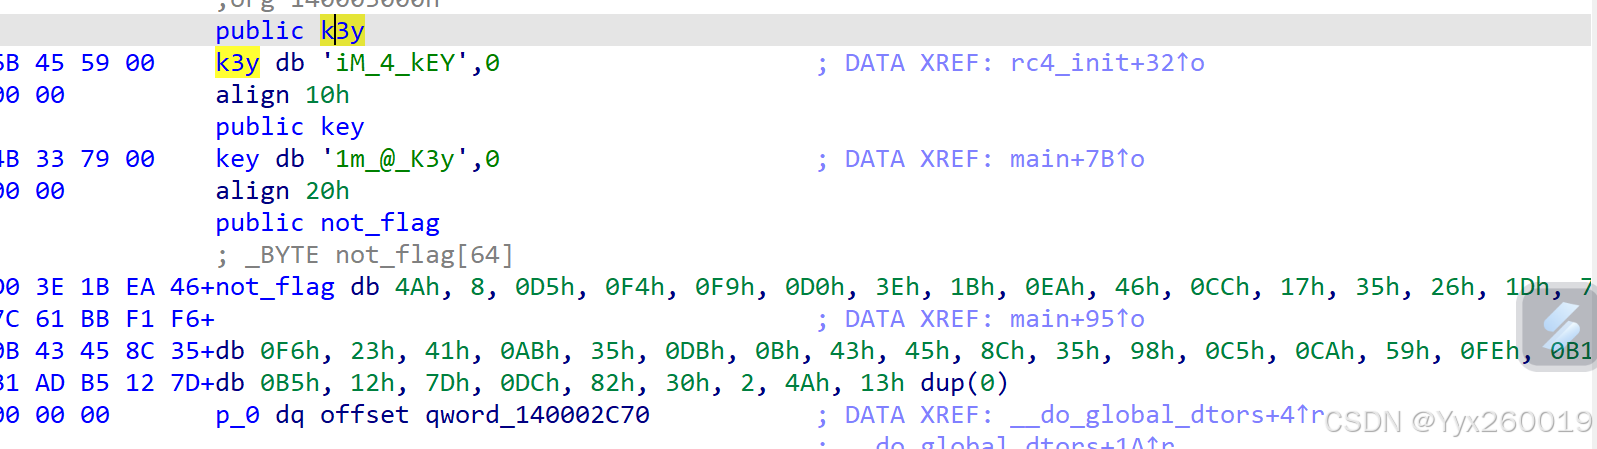 ;org 140003000h
public k3y
5B 45 59 00 k3y db 'iM_4_kEY',0 ; DATA XREF: rc4_init+32↑o
00 00 align 10h
public key
4B 33 79 00 key db '1m_@_K3y',0 ; DATA XREF: main+7B↑o
00 00 align 20h
public not_flag
; _BYTE not_flag[64]
D0 3E 1B EA 46+not_flag db 4Ah, 8, 0D5h, 0F4h, 0F9h, 0D0h, 3Eh, 1Bh, 0EAh, 46h, 0CCh, 17h, 35h, 26h, 1Dh, 7
7C 61 BB F1 F6+ ; DATA XREF: main+95↑o
0B 43 45 8C 35+db 0F6h, 23h, 41h, 0ABh, 35h, 0DBh, 0Bh, 43h, 45h, 8Ch, 35h, 98h, 0C5h, 0CAh, 59h, 0FEh, 0B1
B1 AD B5 12 7D+db 0B5h, 12h, 7Dh, 0DCh, 82h, 30h, 2, 4Ah, 13h dup(0)
00 00 00 p_0 dq offset qword_140002C70 ; DATA XREF: __do_global_dtors+4↑r
; __do_global_dtors+1A↑r
CSDN @Yyx260019